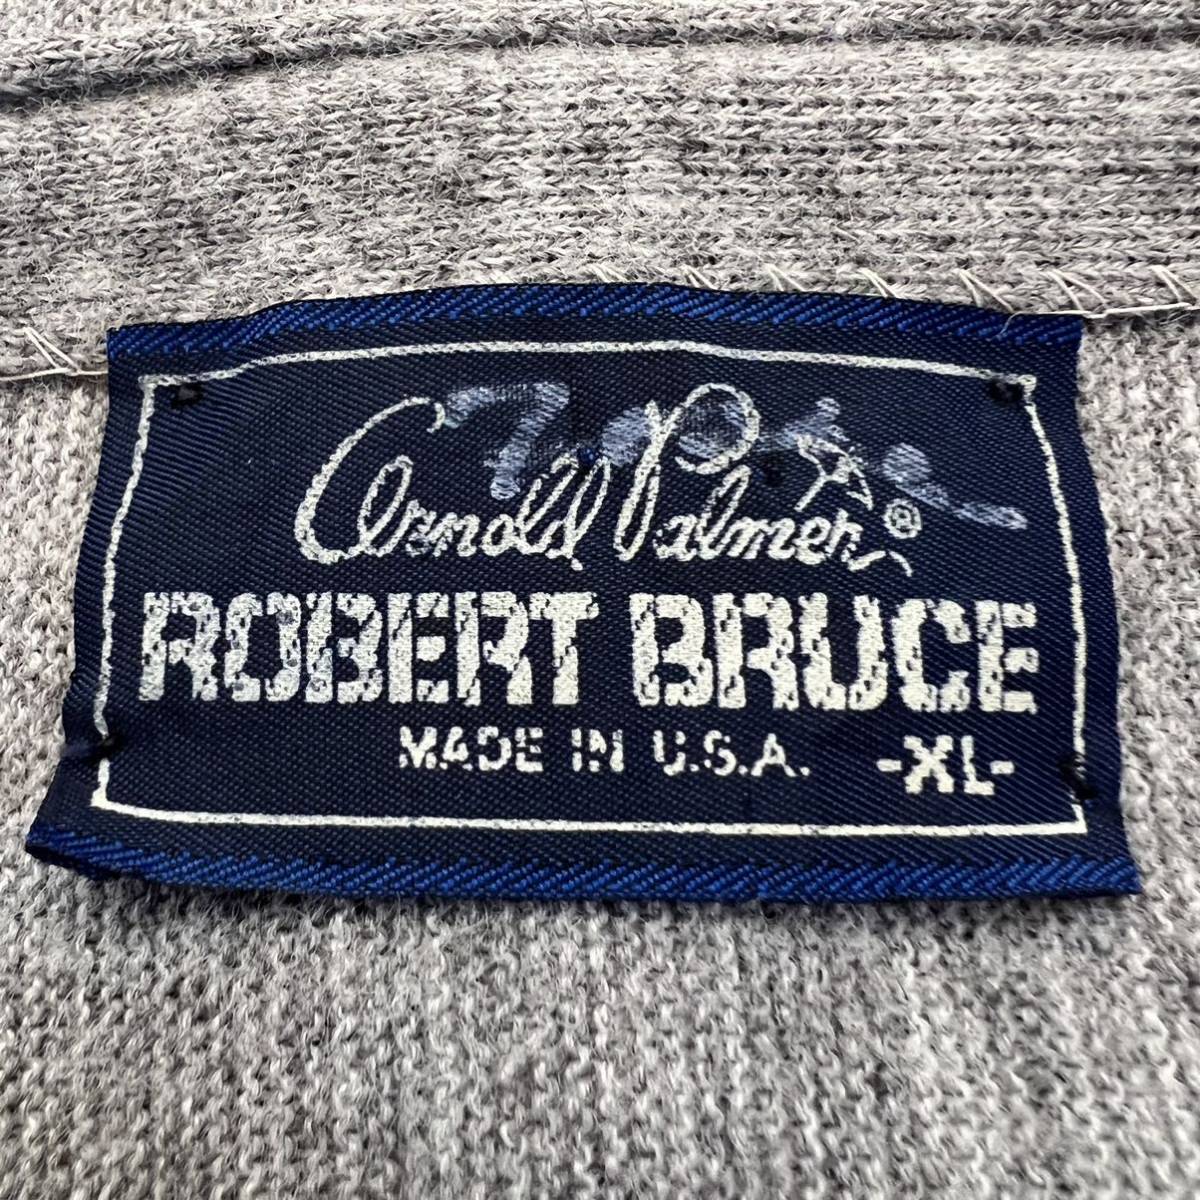 Arnold Palmer ®
ROBERT BRUCE
MADE IN U.S.A. -XL-